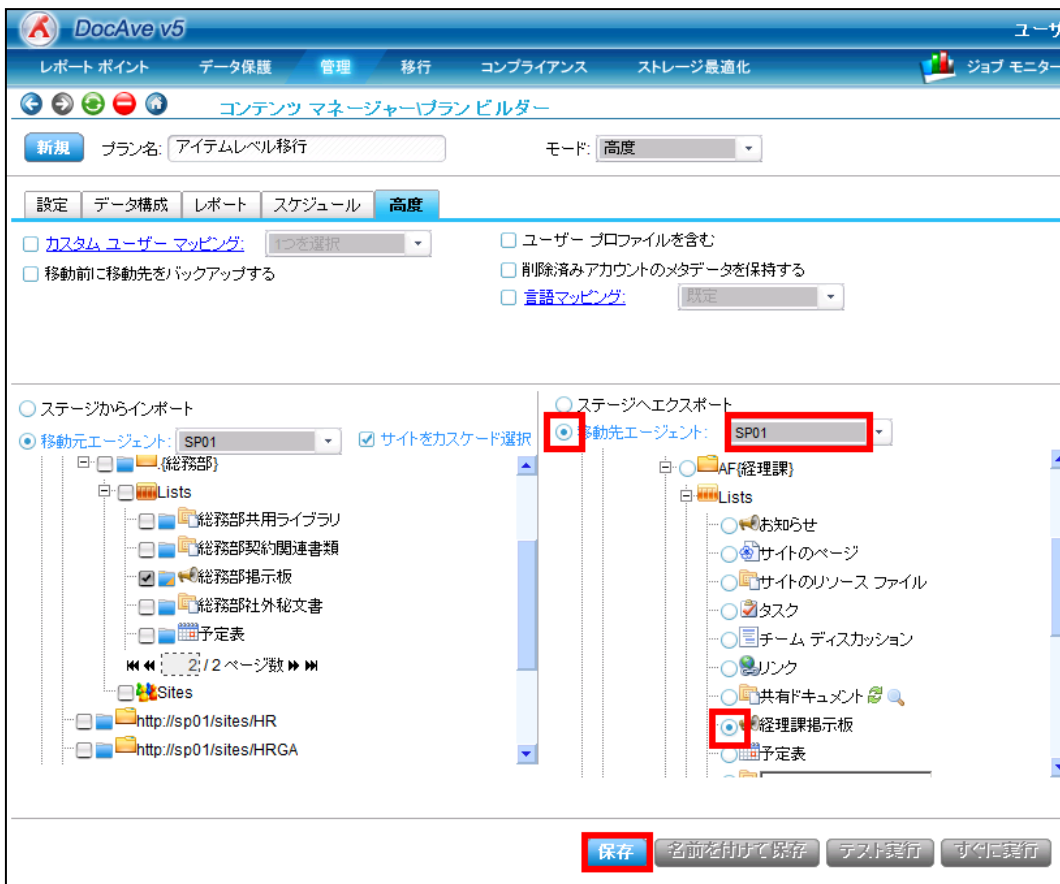 DocAve v5
ユーザ
レポート ポイント データ保護 管理 移行 コンプライアンス ストレージ最適化 ジョブ モニター
コンテンツ マネージャー\プラン ビルダー
新規 プラン名: アイテムレベル移行 モード: 高度
設定 データ構成 レポート スケジュール 高度
カスタム ユーザー マッピング: 1つを選択
ユーザー プロファイルを含む
移動前に移動先をバックアップする
削除済みアカウントのメタデータを保持する
言語マッピング: 既定
ステージからインポート
移動元エージェント: SP01 サイトをカスケード選択
.{総務部}
Lists
総務部共用ライブラリ
総務部契約関連書類
総務部掲示板
総務部社外秘文書
予定表
2 / 2 ページ数
Sites
http://sp01/sites/HR
http://sp01/sites/HRGA
ステージへエクスポート
移動先エージェント: SP01
AF{経理課}
Lists
お知らせ
サイトのページ
サイトのリソース ファイル
タスク
チーム ディスカッション
リンク
共有ドキュメント
経理課掲示板
予定表
保存 名前を付けて保存 テスト実行 すぐに実行